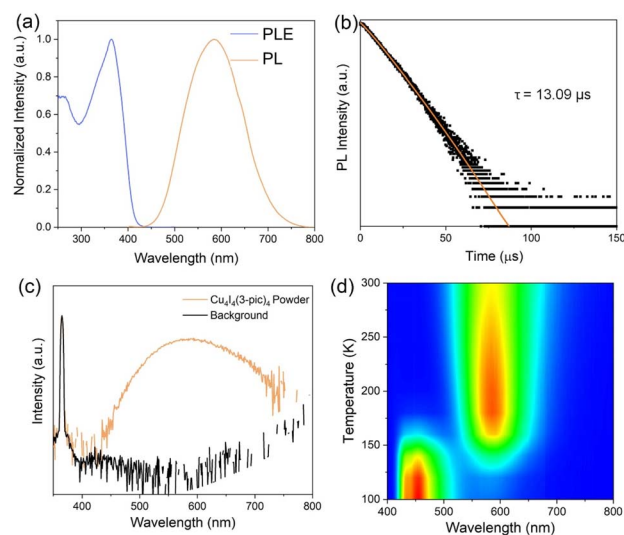 (a)
PLE
PL
Normalized Intensity (a.u.)
1.0
0.8
0.6
0.4
0.2
0.0
300 400 500 600 700 800
Wavelength (nm)
(b)
τ = 13.09 μs
PL Intensity (a.u.)
0 50 100 150
Time (μs)
(c)
Cu₄I₄(3-pic)₄ Powder
Background
Intensity (a.u.)
400 500 600 700 800
Wavelength (nm)
(d)
Temperature (K)
300
250
200
150
100
400 500 600 700 800
Wavelength (nm)